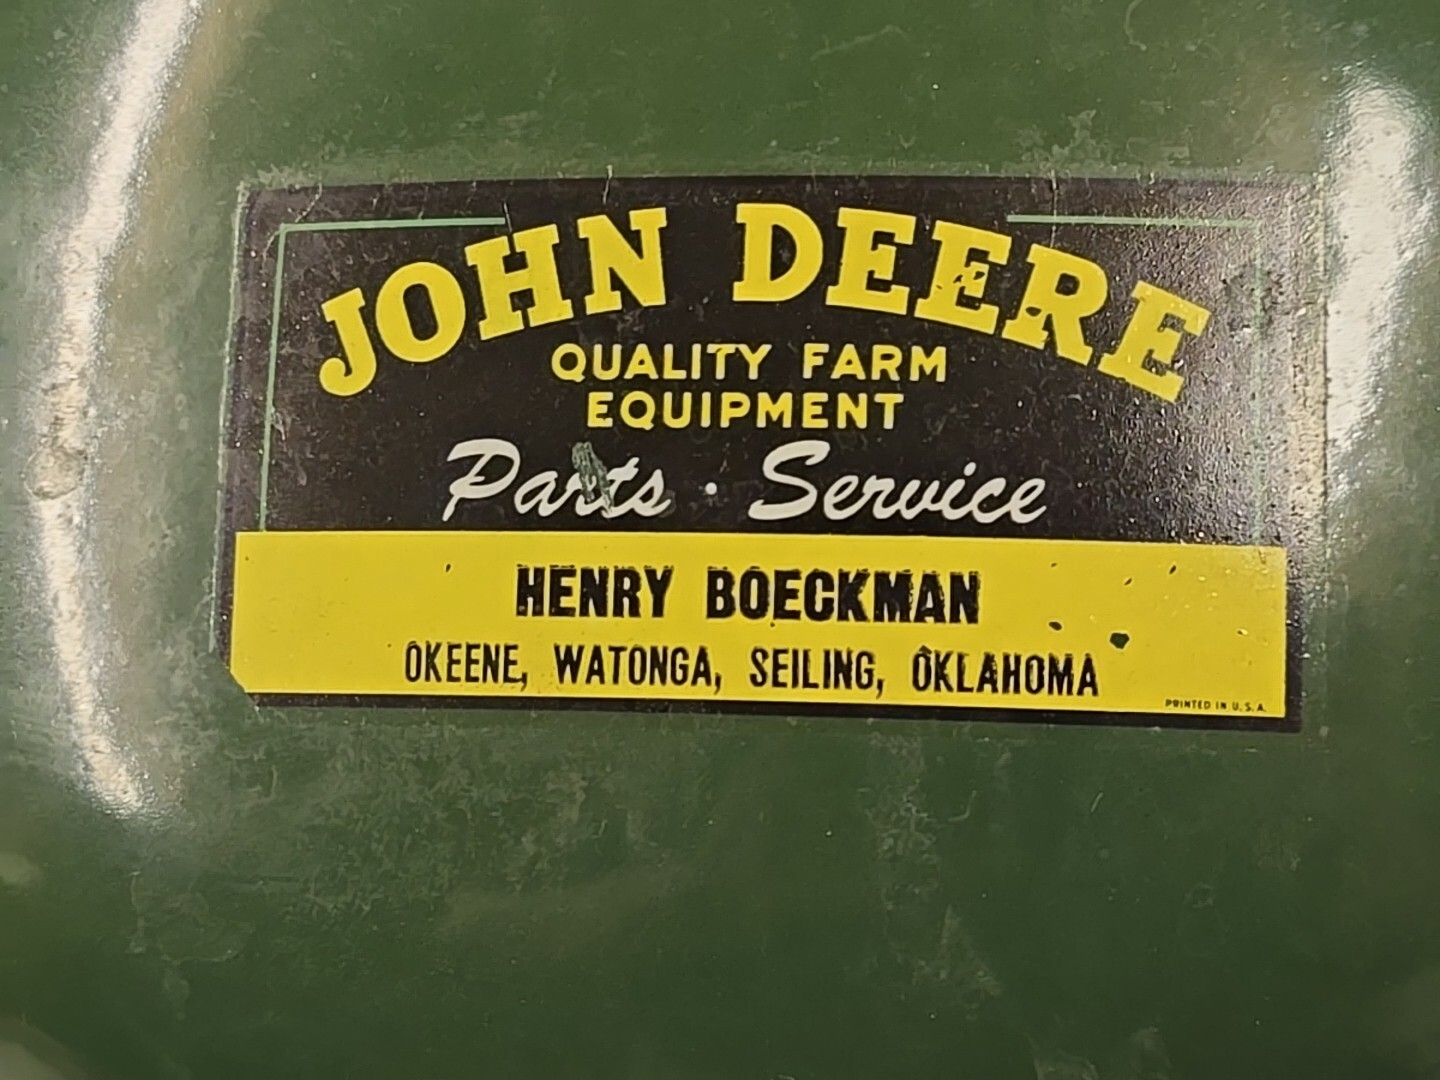 JOHN DEERE
QUALITY FARM
EQUIPMENT
Parts · Service
HENRY BOECKMAN
OKEENE, WATONGA, SEILING, OKLAHOMA
PRINTED IN U.S.A.